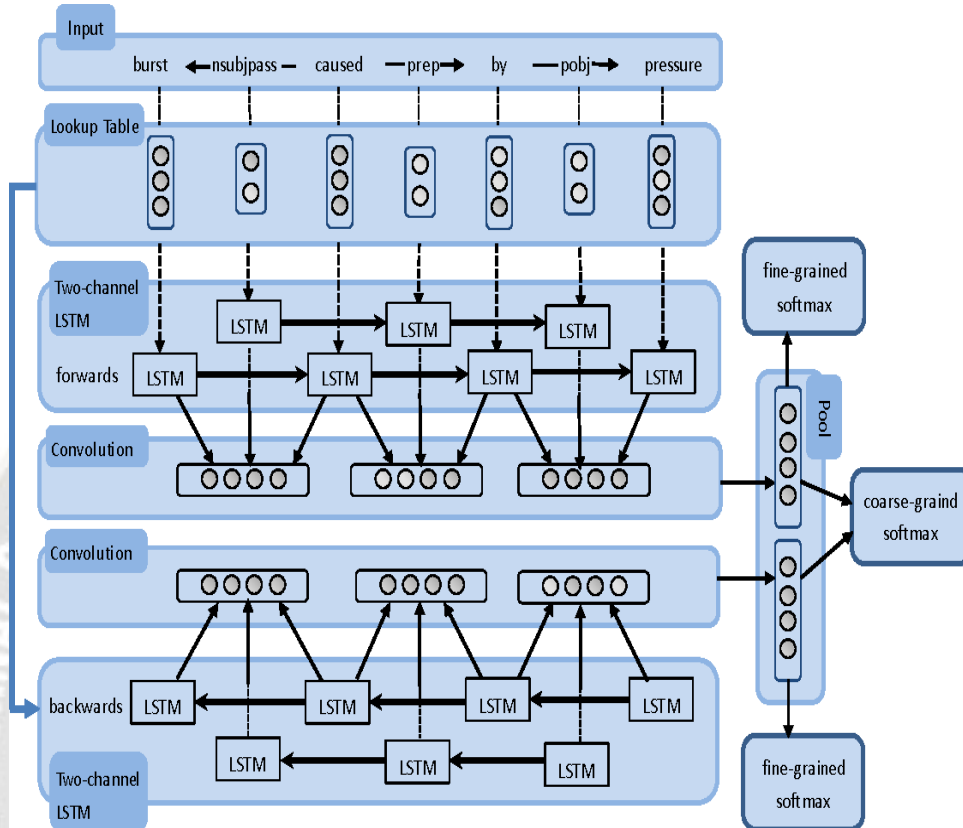 Input
burst nsubjpass caused prep by pobj pressure
Lookup Table
Two-channel
LSTM
LSTM LSTM LSTM
forwards
LSTM LSTM LSTM LSTM
Convolution
Convolution
backwards
LSTM LSTM LSTM LSTM
LSTM LSTM LSTM
Two-channel
LSTM
fine-grained
softmax
Pool
coarse-graind
softmax
fine-grained
softmax